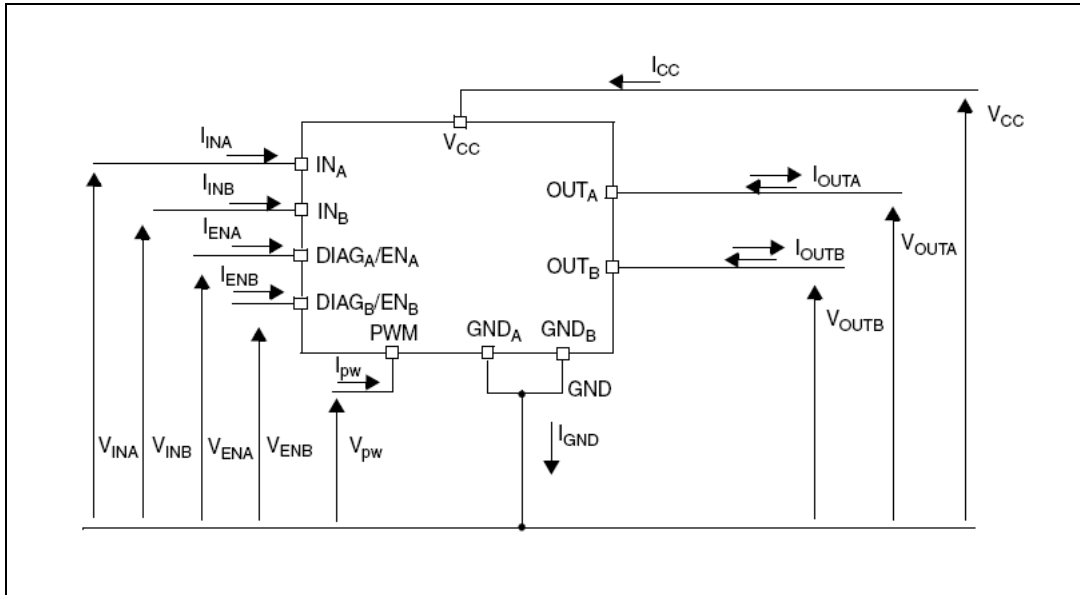 I_CC
V_CC
V_CC
I_INA
IN_A
I_INB
IN_B
I_ENA
DIAG_A/EN_A
I_ENB
DIAG_B/EN_B
OUT_A
I_OUTA
OUT_B
I_OUTB
V_OUTA
V_OUTB
PWM
GND_A
GND_B
I_pw
GND
I_GND
V_INA
V_INB
V_ENA
V_ENB
V_pw